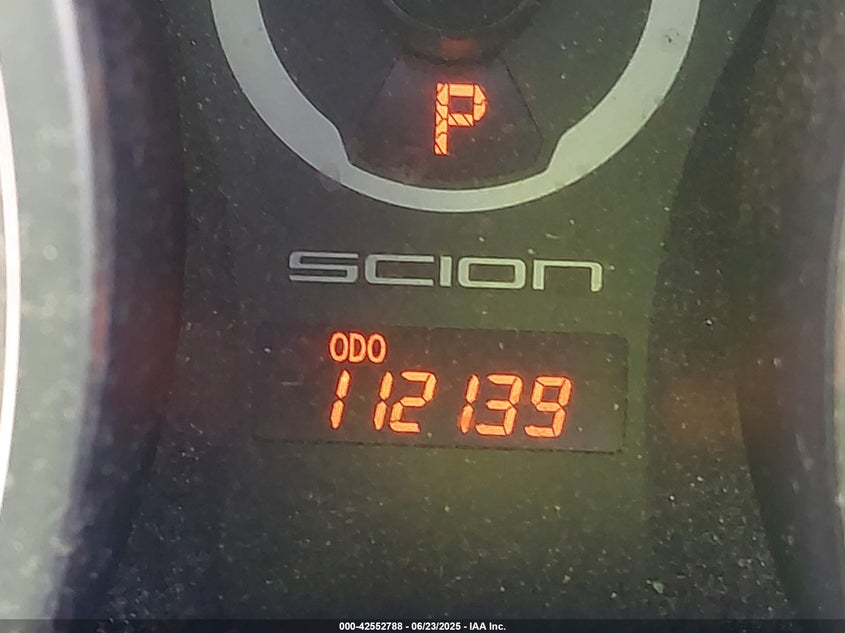 P
SCION
ODO
112139
000-42552788 - 06/23/2025 - IAA Inc.